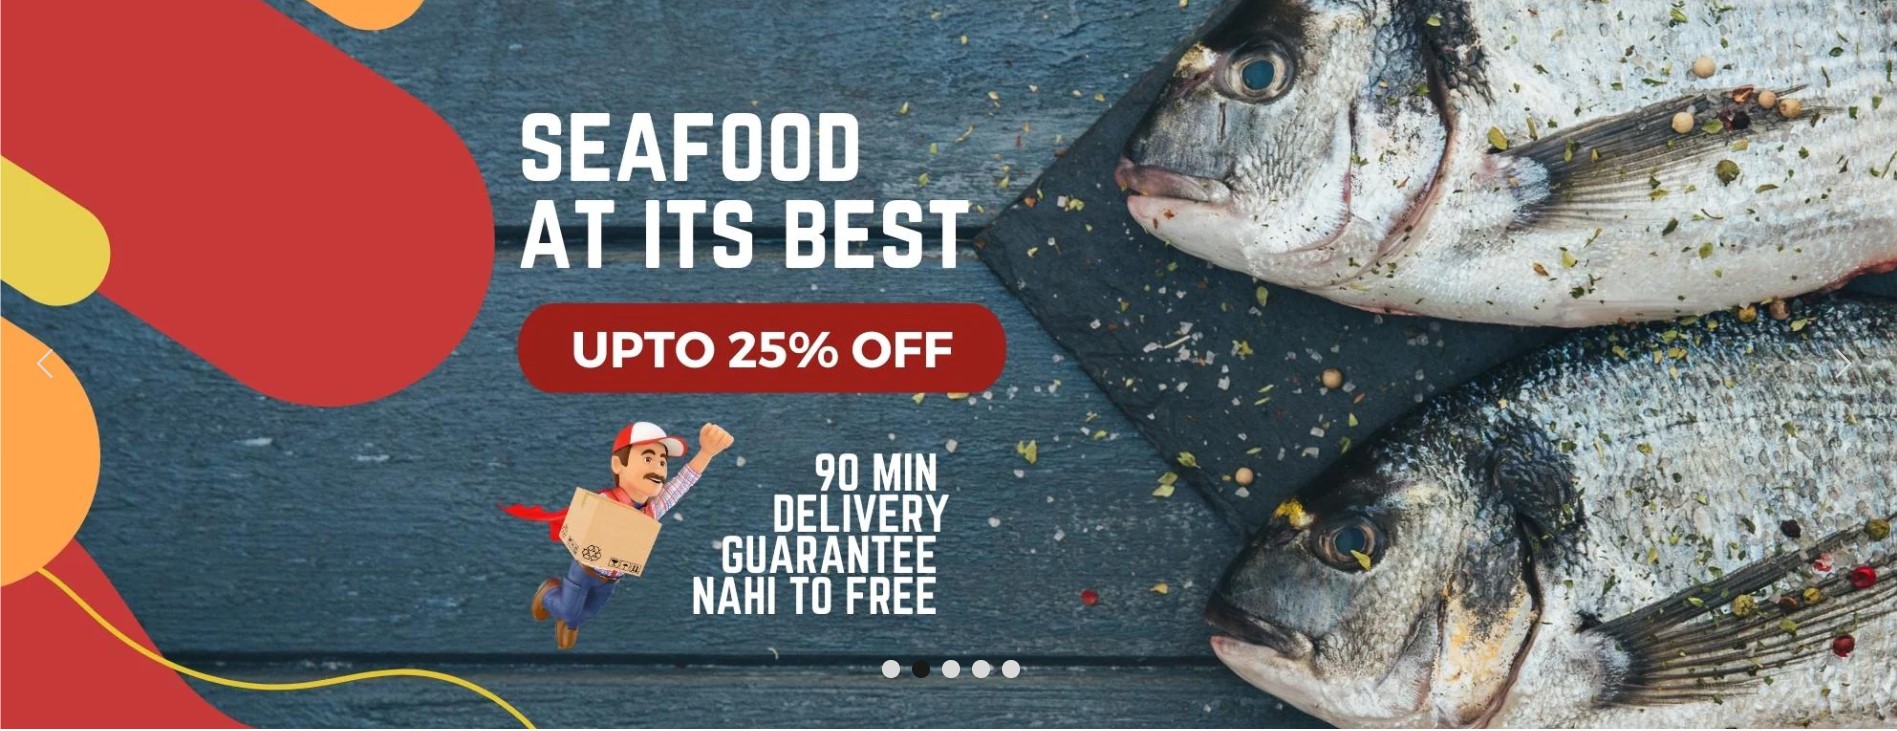 SEAFOOD
AT ITS BEST
UPTO 25% OFF
90 MIN
DELIVERY
GUARANTEE
NAHI TO FREE